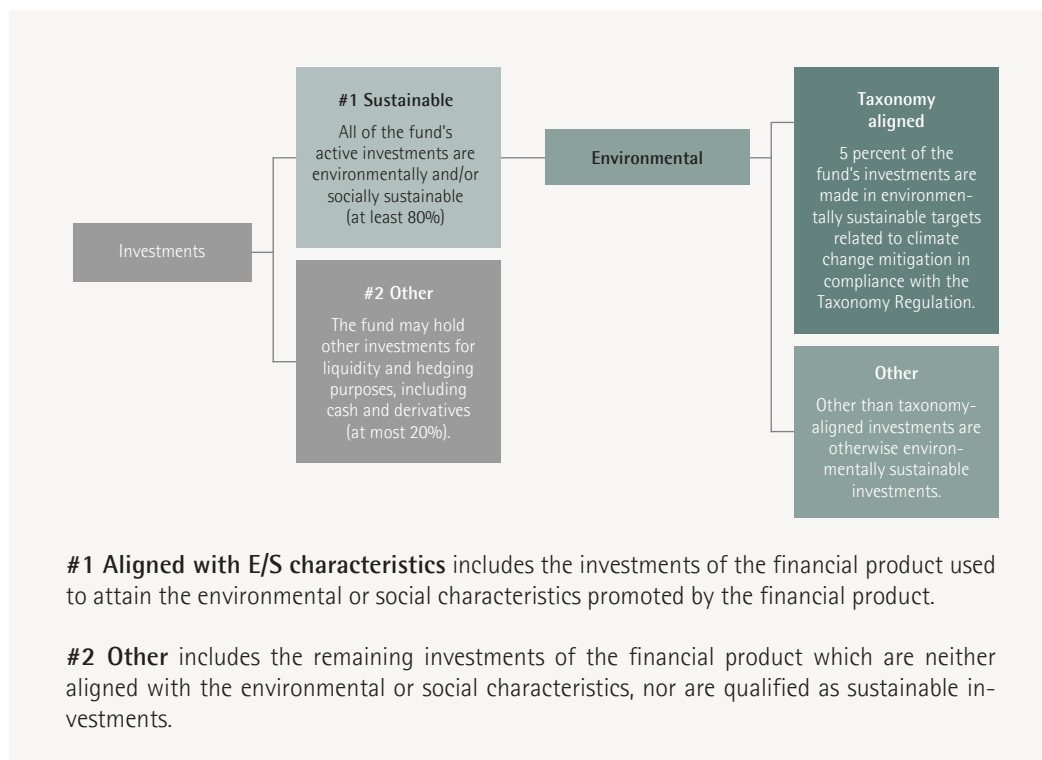 Investments
#1 Sustainable
All of the fund's
active investments are
environmentally and/or
socially sustainable
(at least 80%)
#2 Other
The fund may hold
other investments for
liquidity and hedging
purposes, including
cash and derivatives
(at most 20%).
Environmental
Taxonomy
aligned
5 percent of the
fund's investments are
made in environmen-
tally sustainable targets
related to climate
change mitigation in
compliance with the
Taxonomy Regulation.
Other
Other than taxonomy-
aligned investments are
otherwise environ-
mentally sustainable
investments.
#1 Aligned with E/S characteristics includes the investments of the financial product used
to attain the environmental or social characteristics promoted by the financial product.
#2 Other includes the remaining investments of the financial product which are neither
aligned with the environmental or social characteristics, nor are qualified as sustainable in-
vestments.